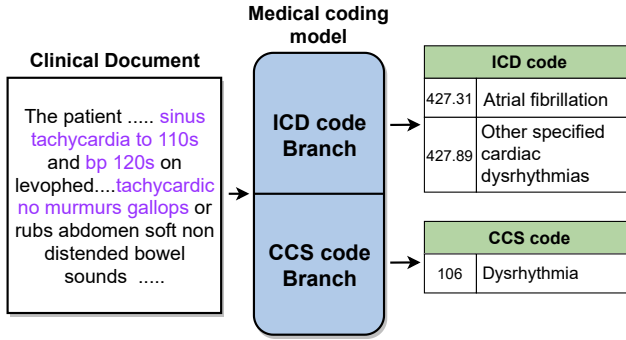 Clinical Document
The patient ..... sinus
tachycardia to 110s
and bp 120s on
levophed....tachycardic
no murmurs gallops or
rubs abdomen soft non
distended bowel
sounds .....
Medical coding
model
ICD code
Branch
CCS code
Branch
ICD code
427.31 Atrial fibrillation
427.89 Other specified
cardiac
dysrhythmias
CCS code
106 Dysrhythmia